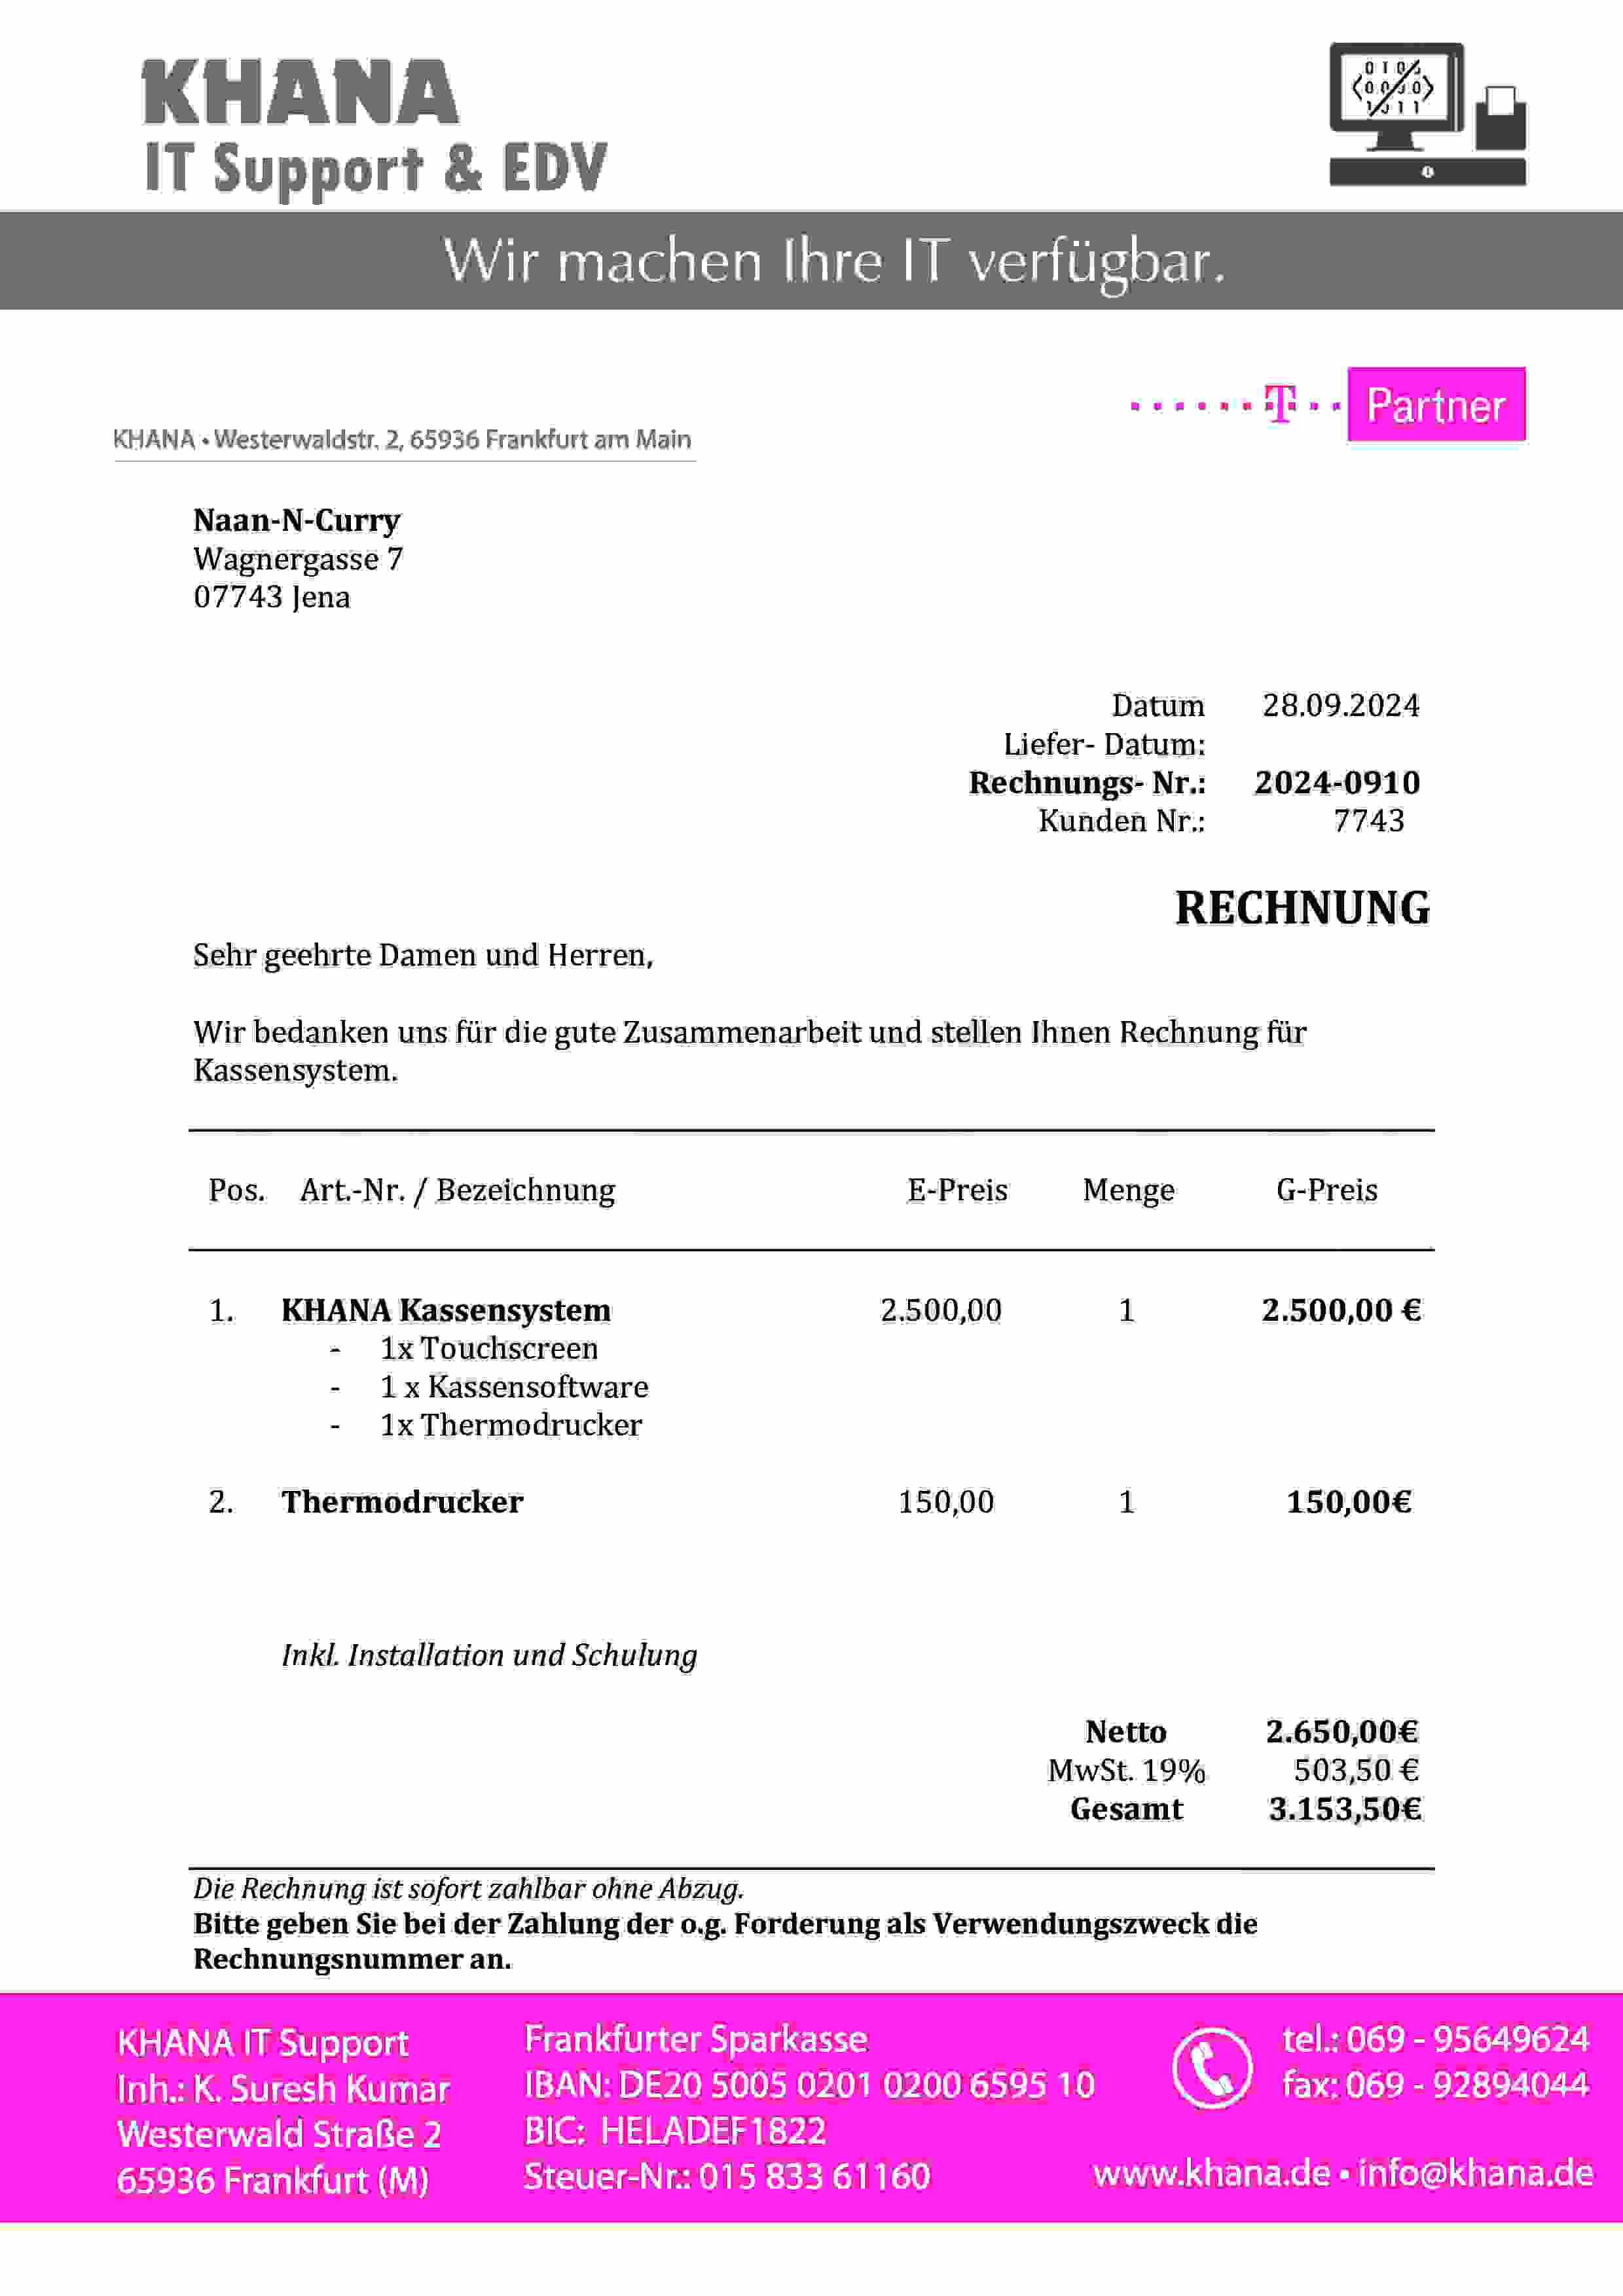 KHANA
IT Support & EDV
Wir machen Ihre IT verfügbar.
T Partner
KHANA • Westerwaldstr. 2, 65936 Frankfurt am Main
Naan-N-Curry
Wagnergasse 7
07743 Jena
Datum 28.09.2024
Liefer- Datum:
Rechnungs- Nr.: 2024-0910
Kunden Nr.: 7743
RECHNUNG
Sehr geehrte Damen und Herren,
Wir bedanken uns für die gute Zusammenarbeit und stellen Ihnen Rechnung für
Kassensystem.
Pos. Art.-Nr. / Bezeichnung E-Preis Menge G-Preis
1. KHANA Kassensystem 2.500,00 1 2.500,00 €
- 1x Touchscreen
- 1 x Kassensoftware
- 1x Thermodrucker
2. Thermodrucker 150,00 1 150,00€
Inkl. Installation und Schulung
Netto 2.650,00€
MwSt. 19% 503,50 €
Gesamt 3.153,50€
Die Rechnung ist sofort zahlbar ohne Abzug.
Bitte geben Sie bei der Zahlung der o.g. Forderung als Verwendungszweck die
Rechnungsnummer an.
KHANA IT Support
Inh.: K. Suresh Kumar
Westerwald Straße 2
65936 Frankfurt (M)
Frankfurter Sparkasse
IBAN: DE20 5005 0201 0200 6595 10
BIC: HELADEF1822
Steuer-Nr.: 015 833 61160
tel.: 069 - 95649624
fax: 069 - 92894044
www.khana.de • info@khana.de